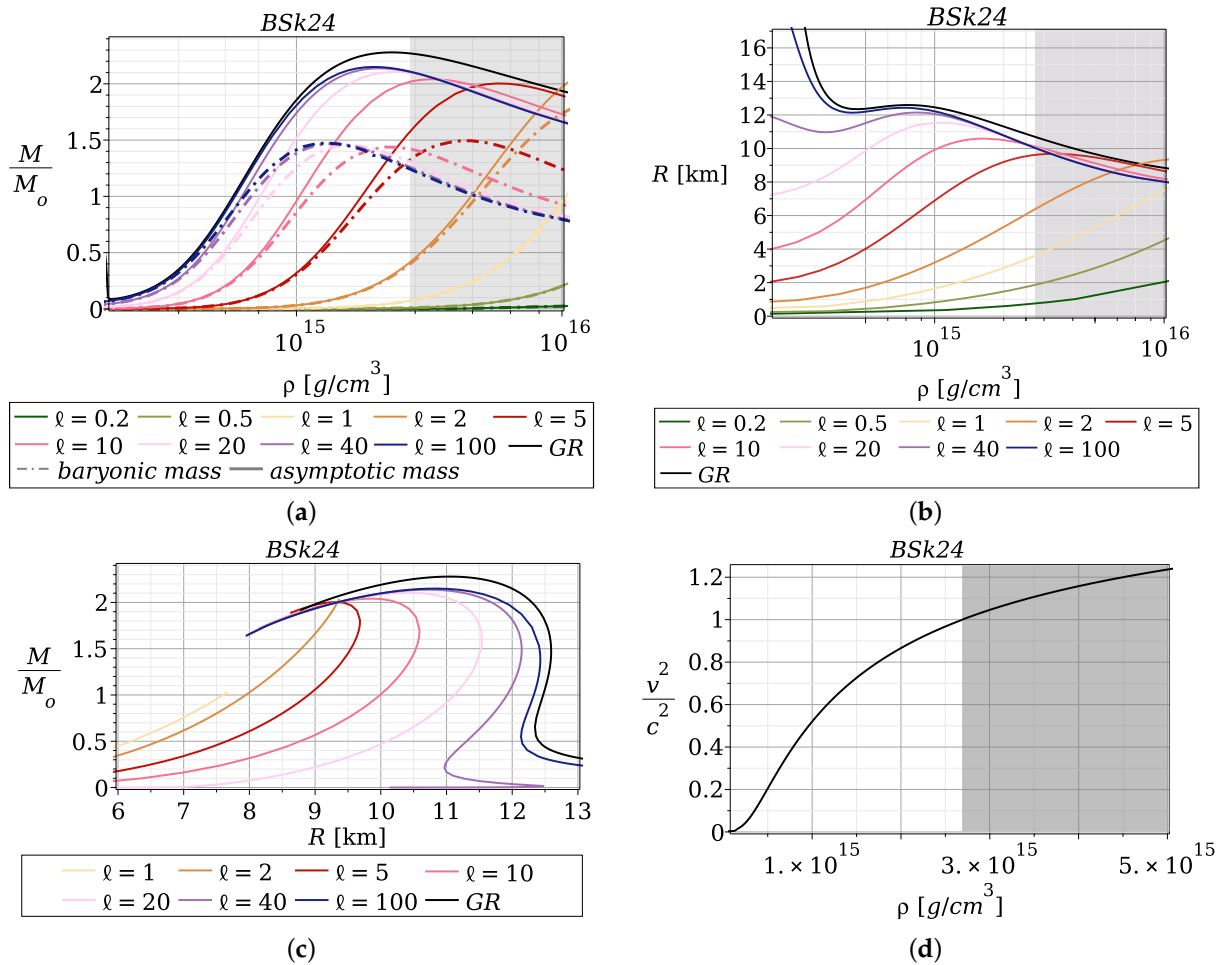 BSk24
M/M_o
0
0.5
1
1.5
2
10^15
10^16
ρ [g/cm^3]
ℓ = 0.2 ℓ = 0.5 ℓ = 1 ℓ = 2 ℓ = 5
ℓ = 10 ℓ = 20 ℓ = 40 ℓ = 100 GR
baryonic mass asymptotic mass
(a)
BSk24
R [km]
16
14
12
10
8
6
4
2
0
10^15
10^16
ρ [g/cm^3]
ℓ = 0.2 ℓ = 0.5 ℓ = 1 ℓ = 2 ℓ = 5
ℓ = 10 ℓ = 20 ℓ = 40 ℓ = 100
GR
(b)
BSk24
M/M_o
2
1.5
1
0.5
0
6 7 8 9 10 11 12 13
R [km]
ℓ = 1 ℓ = 2 ℓ = 5 ℓ = 10
ℓ = 20 ℓ = 40 ℓ = 100 GR
(c)
BSk24
v^2/c^2
1.2
1
0.8
0.6
0.4
0.2
0
1. × 10^15 3. × 10^15 5. × 10^15
ρ [g/cm^3]
(d)